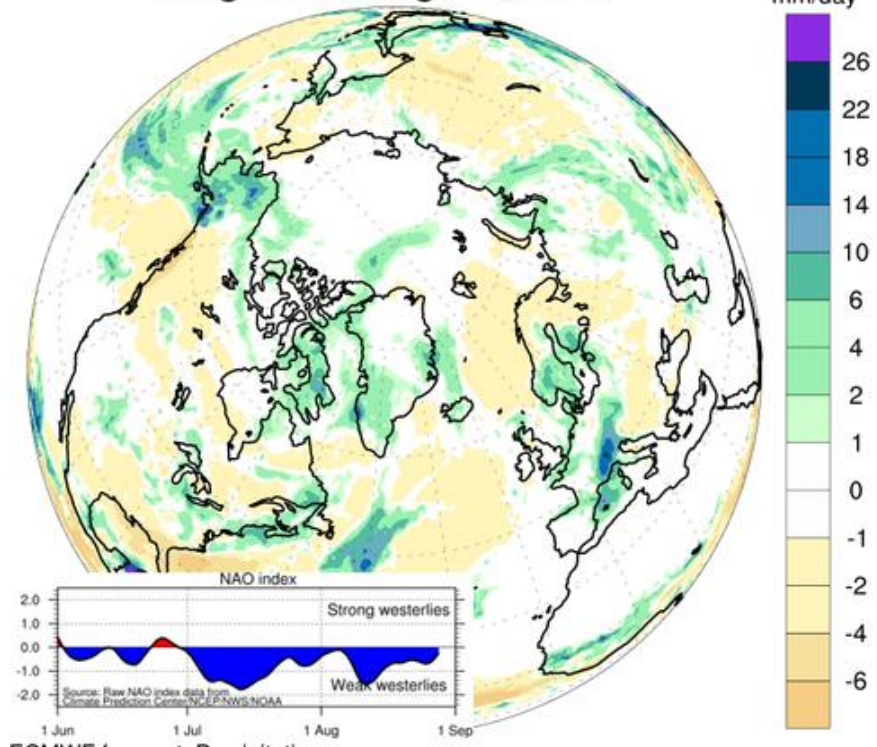 mm/day
26
22
18
14
10
6
4
2
1
0
-1
-2
-4
-6
NAO index
2.0
1.0
0.0
-1.0
-2.0
Strong westerlies
Weak westerlies
Source: Raw NAO index data from
Climate Prediction Center/NCEP/NWS/NOAA
1 Jun
1 Jul
1 Aug
1 Sep
ECMWF